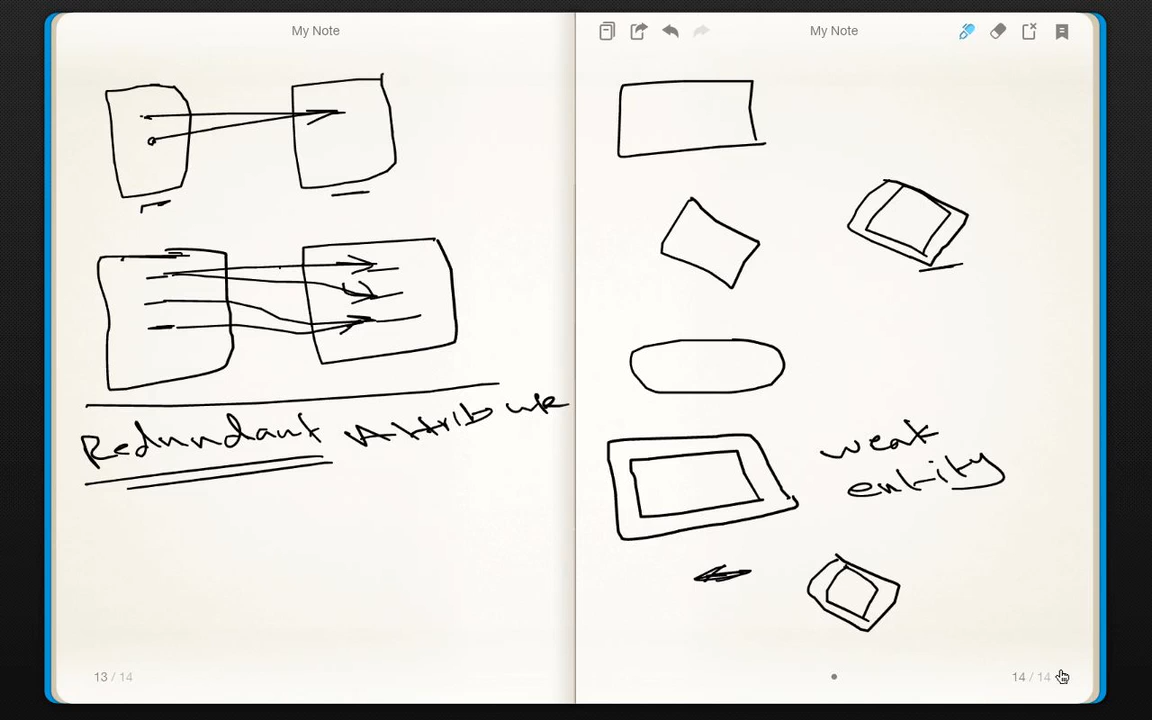 My Note
Redundant Attribute
13 / 14
My Note
weak
entity
14 / 14